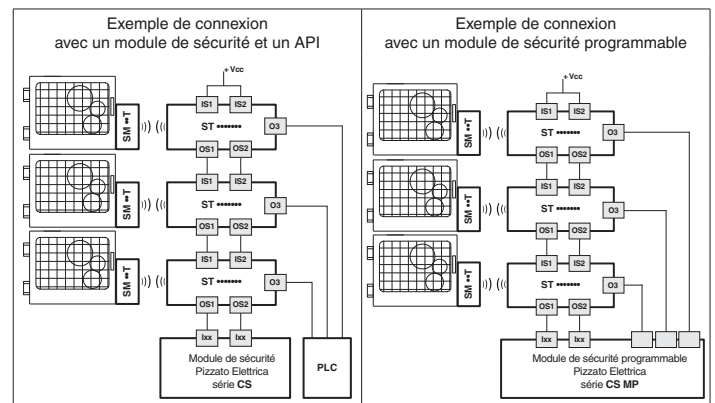 Exemple de connexion
avec un module de sécurité et un API
+ Vcc
IS1 IS2
SM ••T
ST •••••••
O3
OS1 OS2
IS1 IS2
SM ••T
ST •••••••
O3
OS1 OS2
IS1 IS2
SM ••T
ST •••••••
O3
OS1 OS2
Ixx Ixx
Module de sécurité
Pizzato Elettrica
série CS
PLC
Exemple de connexion
avec un module de sécurité programmable
+ Vcc
IS1 IS2
SM ••T
ST •••••••
O3
OS1 OS2
IS1 IS2
SM ••T
ST •••••••
O3
OS1 OS2
IS1 IS2
SM ••T
ST •••••••
O3
OS1 OS2
Ixx Ixx
Module de sécurité programmable
Pizzato Elettrica
série CS MP